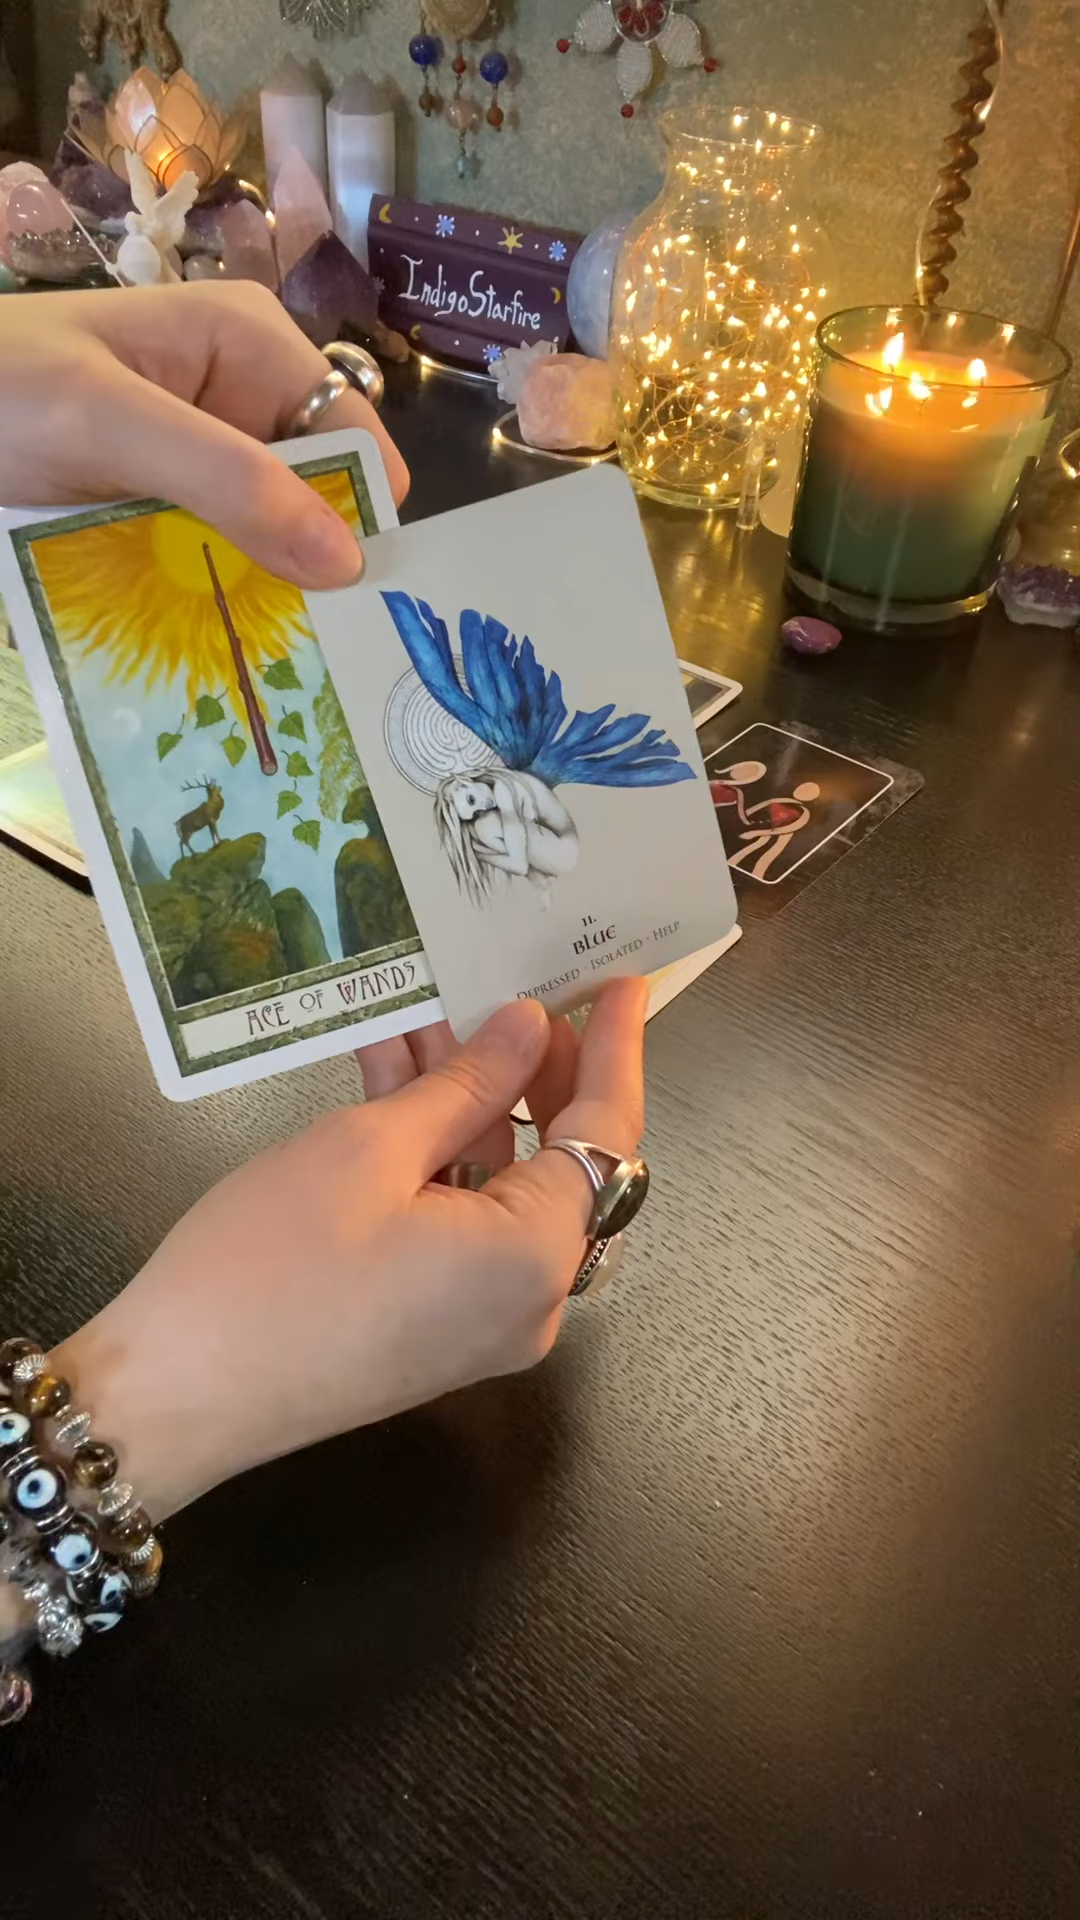 IndigoStarfire
ACE OF WANDS
11.
BLUE
DEPRESSED · ISOLATED · HELP